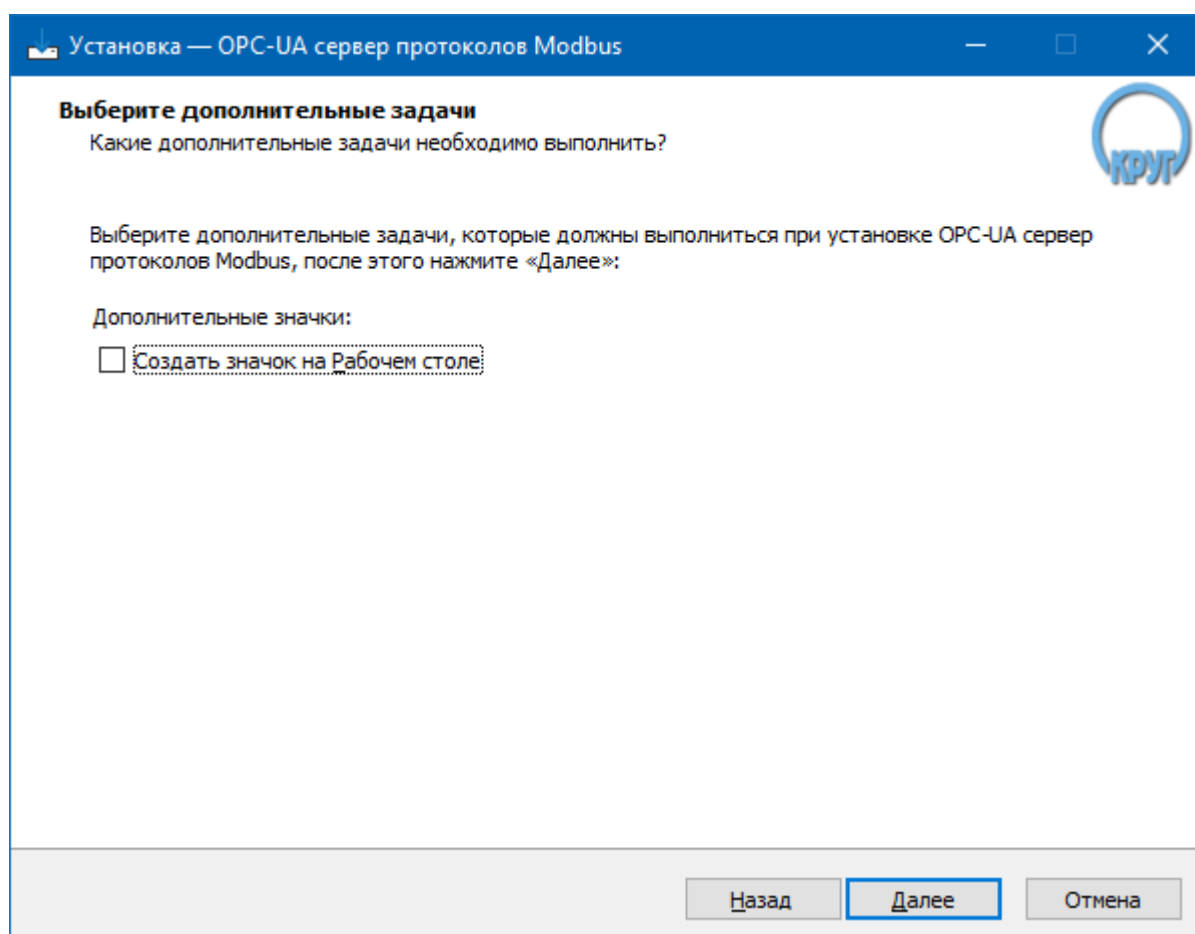 Установка — OPC-UA сервер протоколов Modbus
Выберите дополнительные задачи
Какие дополнительные задачи необходимо выполнить?
КРУГ
Выберите дополнительные задачи, которые должны выполниться при установке OPC-UA сервер
протоколов Modbus, после этого нажмите «Далее»:
Дополнительные значки:
Создать значок на Рабочем столе
Назад
Далее
Отмена